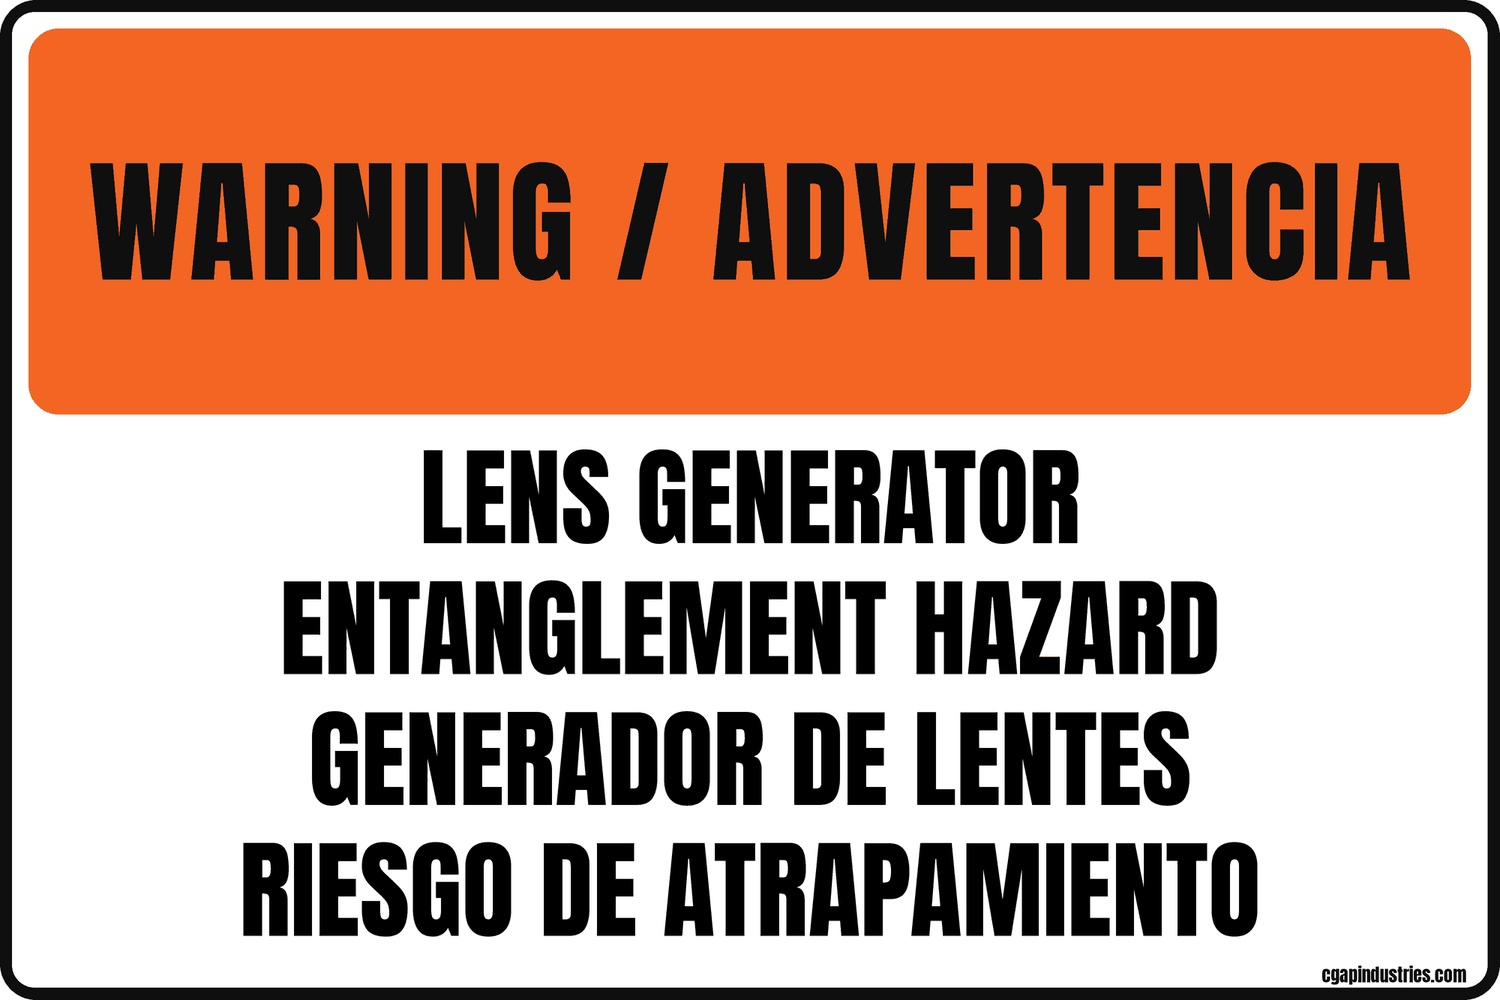 WARNING / ADVERTENCIA
LENS GENERATOR
ENTANGLEMENT HAZARD
GENERADOR DE LENTES
RIESGO DE ATRAPAMIENTO
cgapindustries.com